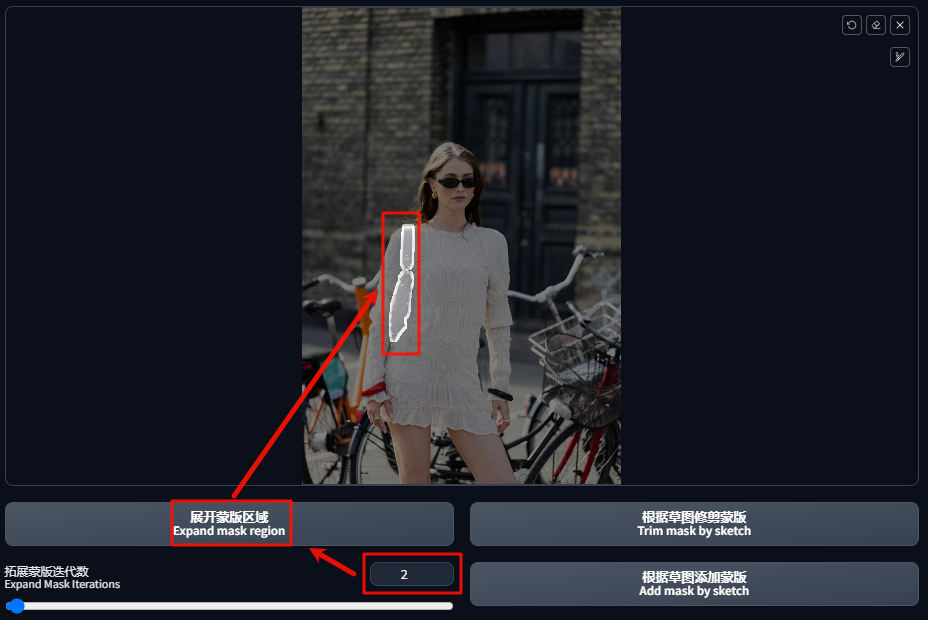 展开蒙版区域
Expand mask region
根据草图修剪蒙版
Trim mask by sketch
拓展蒙版迭代数
Expand Mask Iterations
2
根据草图添加蒙版
Add mask by sketch